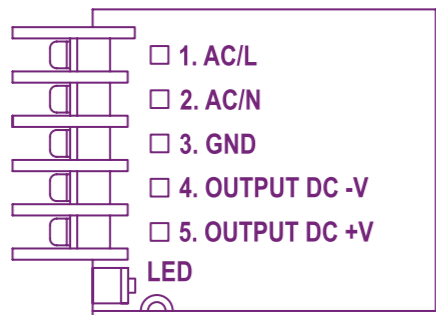 ☐ 1. AC/L
☐ 2. AC/N
☐ 3. GND
☐ 4. OUTPUT DC -V
☐ 5. OUTPUT DC +V
LED